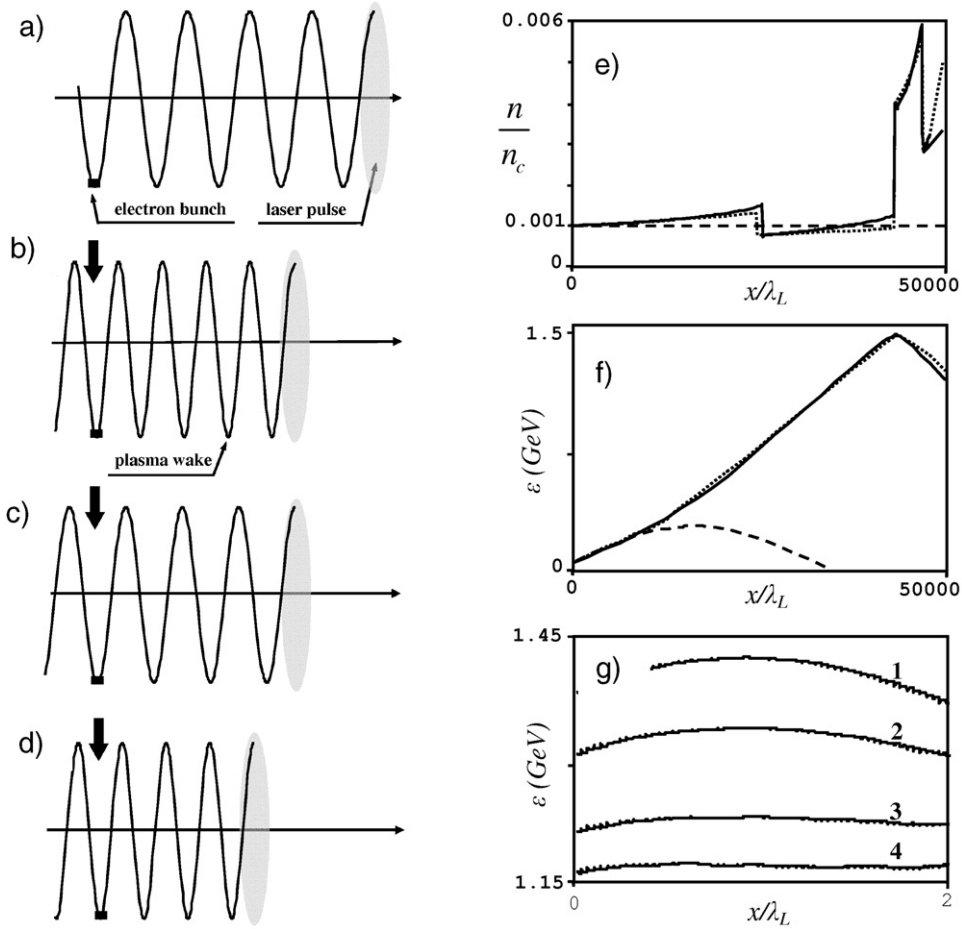 a)
electron bunch
laser pulse
b)
plasma wake
c)
d)
e)
0.006
n
n_c
0.001
0
0
x/λ_L
50000
f)
1.5
ε (GeV)
0
0
x/λ_L
50000
g)
1.45
ε (GeV)
1
2
3
4
1.15
0
x/λ_L
2